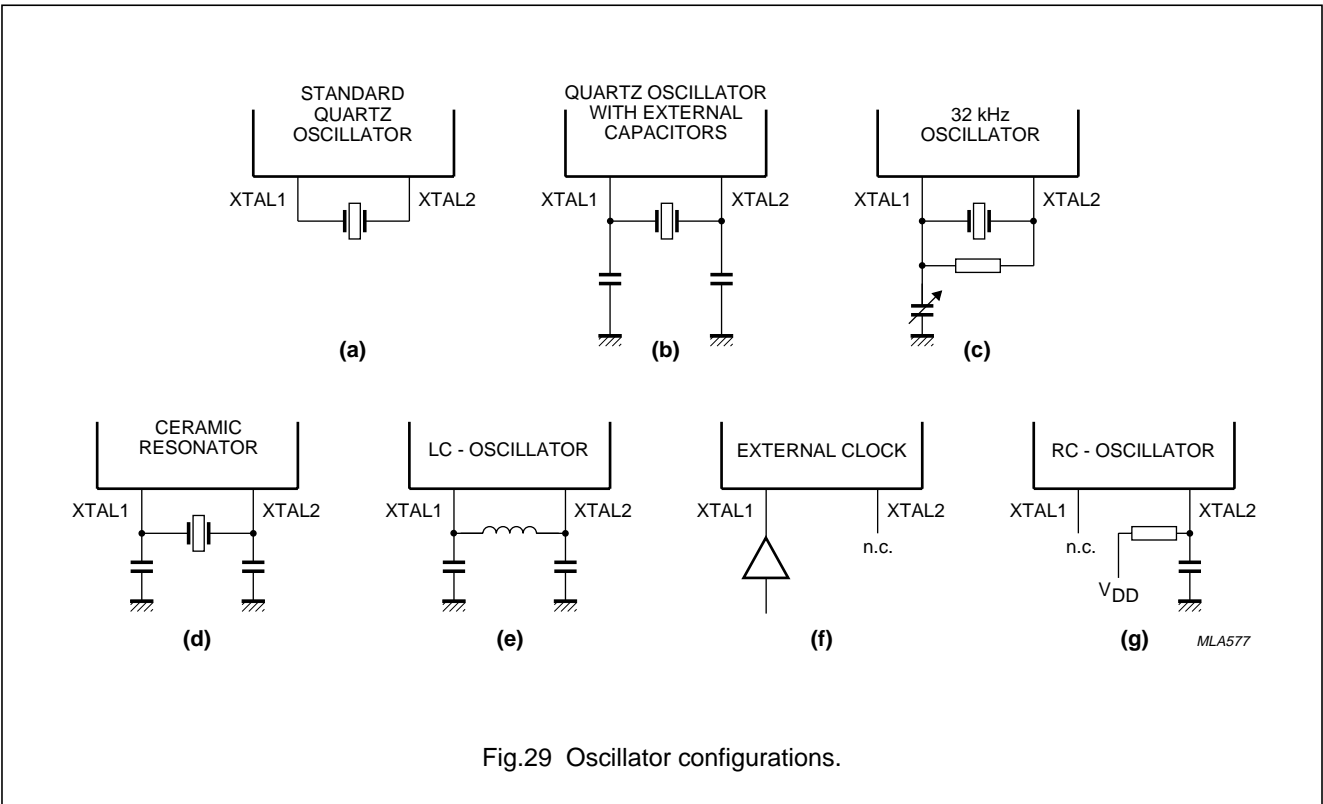 STANDARD
QUARTZ
OSCILLATOR
XTAL1
XTAL2
(a)
QUARTZ OSCILLATOR
WITH EXTERNAL
CAPACITORS
XTAL1
XTAL2
(b)
32 kHz
OSCILLATOR
XTAL1
XTAL2
(c)
CERAMIC
RESONATOR
XTAL1
XTAL2
(d)
LC - OSCILLATOR
XTAL1
XTAL2
(e)
EXTERNAL CLOCK
XTAL1
XTAL2
n.c.
(f)
RC - OSCILLATOR
XTAL1
XTAL2
n.c.
VDD
(g)
MLA577
Fig.29 Oscillator configurations.